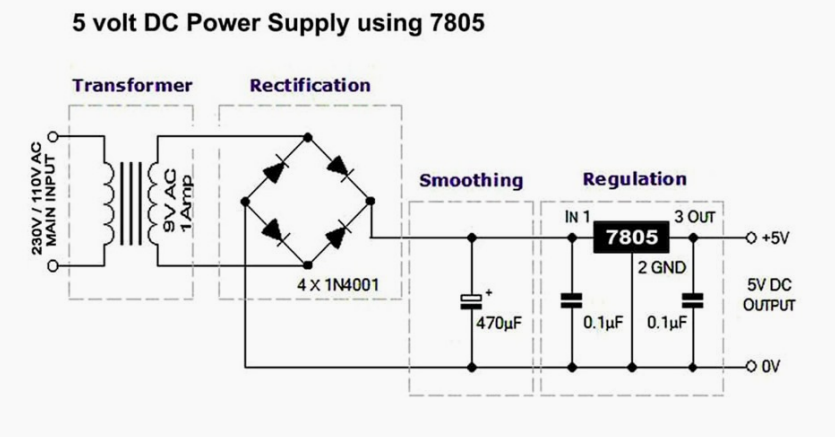 5 volt DC Power Supply using 7805
Transformer
Rectification
230V / 110V AC
MAIN INPUT
9V AC
1 Amp
4 X 1N4001
Smoothing
+
470µF
Regulation
IN 1
7805
3 OUT
2 GND
0.1µF
0.1µF
+5V
5V DC
OUTPUT
0V